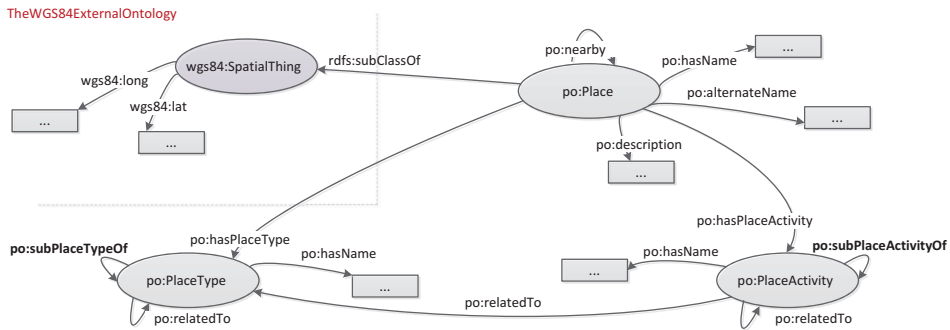 TheWGS84ExternalOntology
po:nearby
...
wgs84:SpatialThing
rdfs:subClassOf
po:hasName
wgs84:long
po:Place
po:alternateName
wgs84:lat
...
...
...
po:description
...
po:hasPlaceActivity
po:hasPlaceType
po:subPlaceTypeOf
po:hasName
po:hasName
po:subPlaceActivityOf
...
po:PlaceType
...
po:PlaceActivity
po:relatedTo
po:relatedTo
po:relatedTo